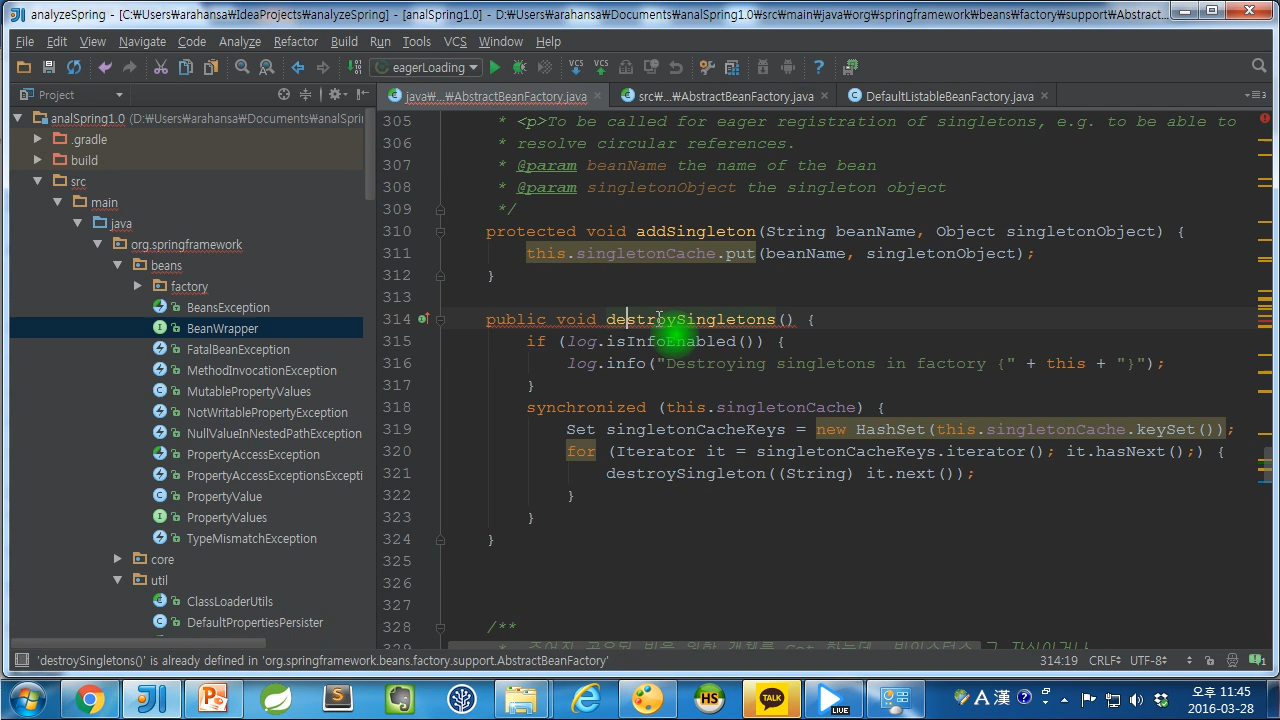 analyzeSpring - [C:₩Users₩arahansa₩IdeaProjects₩analyzeSpring] - [analSpring1.0] - D:₩Users₩arahansa₩Documents₩analSpring1.0₩src₩main₩java₩org₩springframework₩beans₩factory₩support₩Abstract...
File Edit View Navigate Code Analyze Refactor Build Run Tools VCS Window Help
eagerLoading
VCS VCS
Project
java₩...₩AbstractBeanFactory.java
src₩...₩AbstractBeanFactory.java
DefaultListableBeanFactory.java
analSpring1.0 (D:₩Users₩arahansa₩Documents₩analSpri
.gradle
build
src
main
java
org.springframework
beans
factory
BeansException
BeanWrapper
FatalBeanException
MethodInvocationException
MutablePropertyValues
NotWritablePropertyException
NullValueInNestedPathException
PropertyAccessException
PropertyAccessExceptionsExcepti
PropertyValue
PropertyValues
TypeMismatchException
core
util
ClassLoaderUtils
DefaultPropertiesPersister
305 * <p>To be called for eager registration of singletons, e.g. to be able to
306 * resolve circular references.
307 * @param beanName the name of the bean
308 * @param singletonObject the singleton object
309 */
310 protected void addSingleton(String beanName, Object singletonObject) {
311 this.singletonCache.put(beanName, singletonObject);
312 }
313
314 public void destroySingletons() {
315 if (log.isInfoEnabled()) {
316 log.info("Destroying singletons in factory {" + this + "}");
317 }
318 synchronized (this.singletonCache) {
319 Set singletonCacheKeys = new HashSet(this.singletonCache.keySet());
320 for (Iterator it = singletonCacheKeys.iterator(); it.hasNext();) {
321 destroySingleton((String) it.next());
322 }
323 }
324 }
325
326
327
328 /**
'destroySingletons()' is already defined in 'org.springframework.beans.factory.support.AbstractBeanFactory'
314:19 CRLF UTF-8
TALK
LIVE
HS
A 漢
오후 11:45
2016-03-28